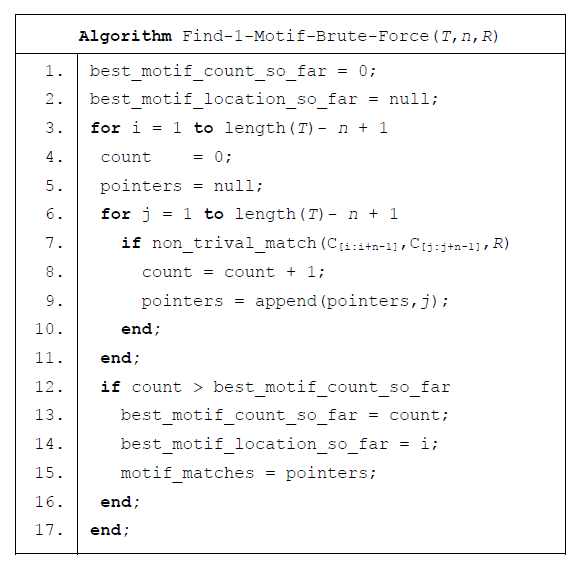 Algorithm Find-1-Motif-Brute-Force(T,n,R)
1. best_motif_count_so_far = 0;
2. best_motif_location_so_far = null;
3. for i = 1 to length(T)- n + 1
4. count = 0;
5. pointers = null;
6. for j = 1 to length(T)- n + 1
7. if non_trival_match(C[i:i+n-1],C[j:j+n-1],R)
8. count = count + 1;
9. pointers = append(pointers,j);
10. end;
11. end;
12. if count > best_motif_count_so_far
13. best_motif_count_so_far = count;
14. best_motif_location_so_far = i;
15. motif_matches = pointers;
16. end;
17. end;